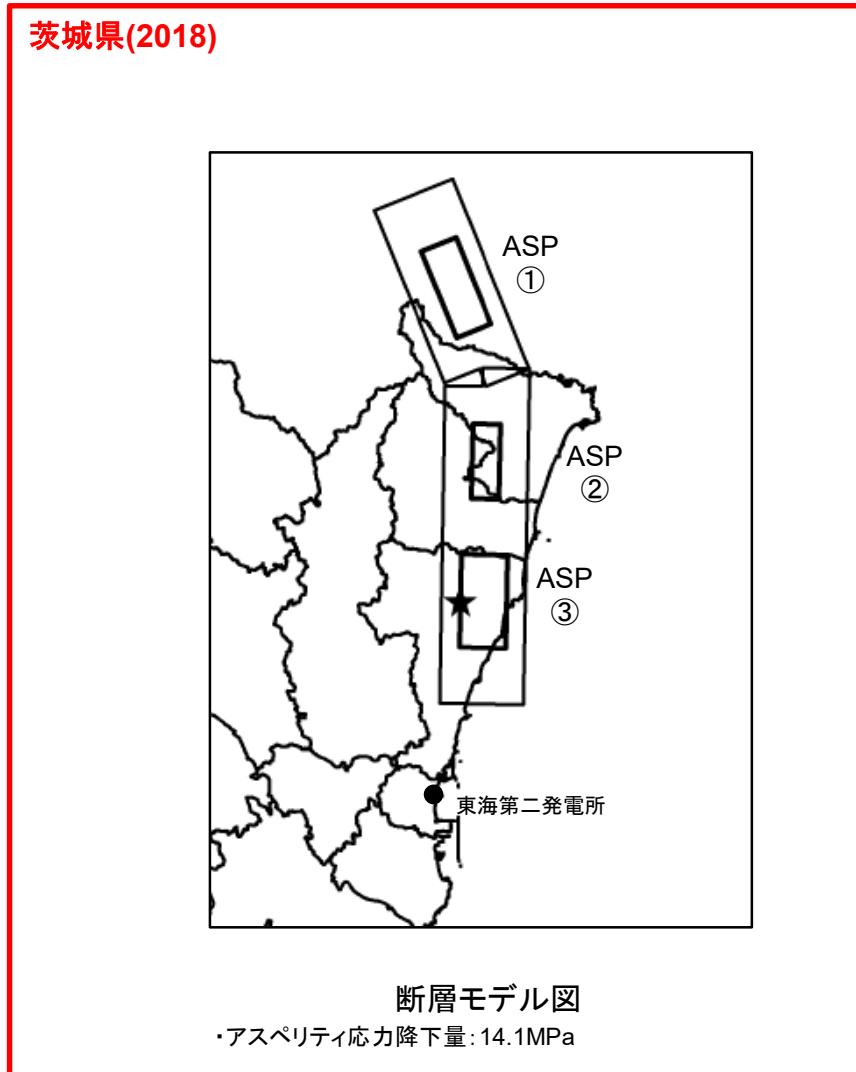 茨城県(2018)
ASP
①
ASP
②
ASP
③
東海第二発電所
断層モデル図
・アスペリティ応力降下量：14.1MPa